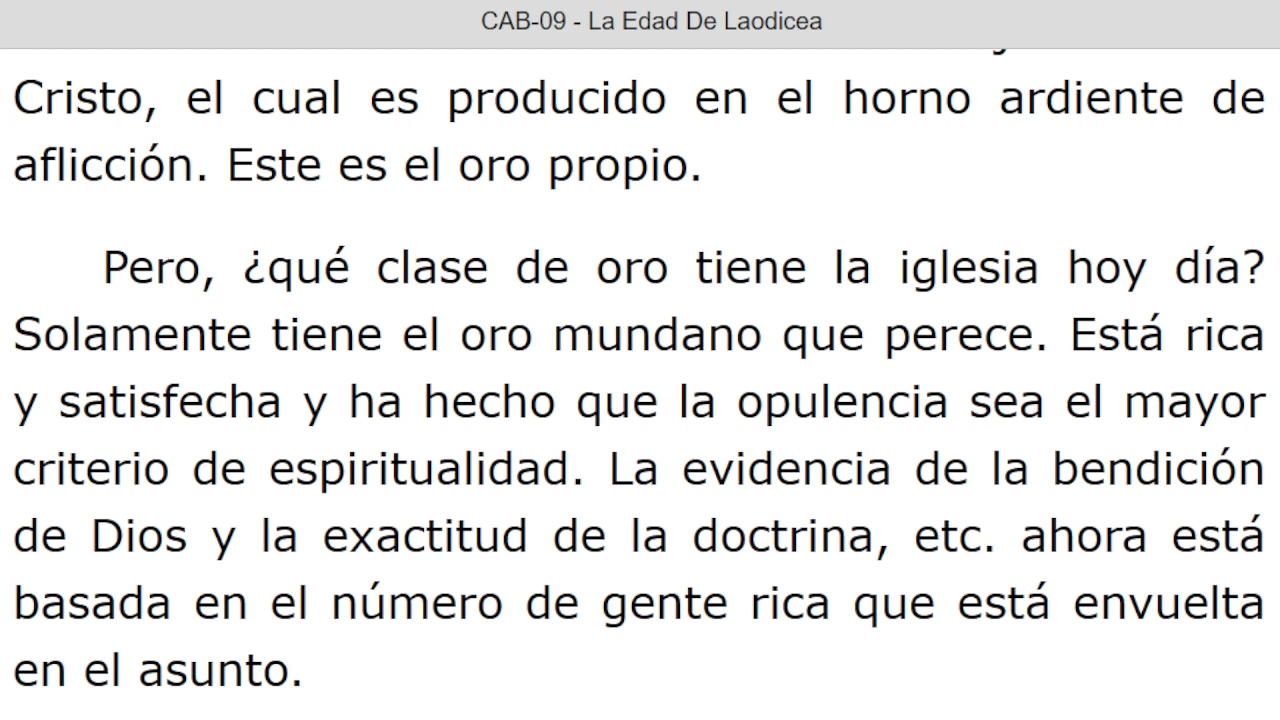 CAB-09 - La Edad De Laodicea
Cristo, el cual es producido en el horno ardiente de
aflicción. Este es el oro propio.
Pero, ¿qué clase de oro tiene la iglesia hoy día?
Solamente tiene el oro mundano que perece. Está rica
y satisfecha y ha hecho que la opulencia sea el mayor
criterio de espiritualidad. La evidencia de la bendición
de Dios y la exactitud de la doctrina, etc. ahora está
basada en el número de gente rica que está envuelta
en el asunto.